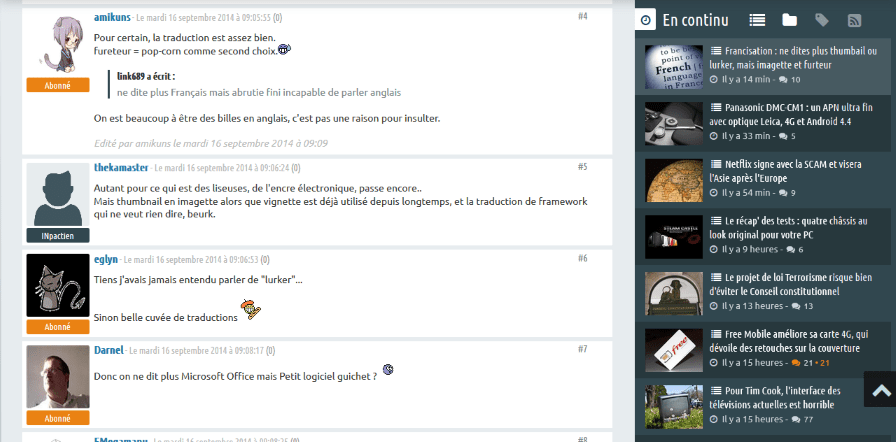 amikuns - Le mardi 16 septembre 2014 à 09:05:55 (0)
#4
Pour certain, la traduction est assez bien.
fureteur = pop-corn comme second choix.
Abonné
link689 a écrit :
ne dite plus Français mais abrutie fini incapable de parler anglais
On est beaucoup à être des billes en anglais, c'est pas une raison pour insulter.
Edité par amikuns le mardi 16 septembre 2014 à 09:09
thekamaster - Le mardi 16 septembre 2014 à 09:06:24 (0)
#5
Autant pour ce qui est des liseuses, de l'encre électronique, passe encore..
Mais thumbnail en imagette alors que vignette est déjà utilisé depuis longtemps, et la traduction de framework
qui ne veut rien dire, beurk.
INpactien
eglyn - Le mardi 16 septembre 2014 à 09:06:53 (0)
#6
Tiens j'avais jamais entendu parler de "lurker"...
Sinon belle cuvée de traductions
Abonné
Darnel - Le mardi 16 septembre 2014 à 09:08:17 (0)
#7
Donc on ne dit plus Microsoft Office mais Petit logiciel guichet ?
Abonné
#8
En continu
Francisation : ne dites plus thumbnail ou
lurker, mais imagette et furteur
Il y a 14 min - 10
Panasonic DMC-CM1 : un APN ultra fin
avec optique Leica, 4G et Android 4.4
Il y a 33 min - 5
Netflix signe avec la SCAM et visera
l'Asie après l'Europe
Il y a 54 min - 9
Le récap' des tests : quatre châssis au
look original pour votre PC
Il y a 9 heures - 6
Le projet de loi Terrorisme risque bien
d'éviter le Conseil constitutionnel
Il y a 13 heures - 13
Free Mobile améliore sa carte 4G, qui
dévoile des retouches sur la couverture
Il y a 15 heures - 21 • 21
Pour Tim Cook, l'interface des
télévisions actuelles est horrible
Il y a 15 heures - 77